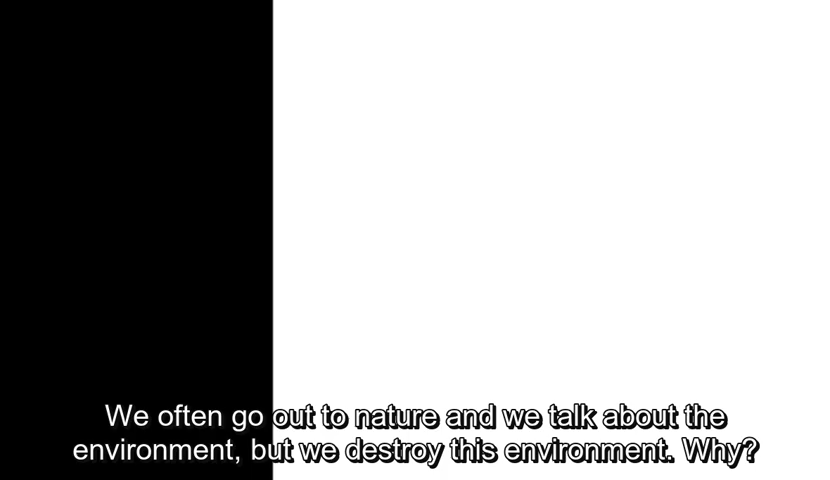 We often go out to nature and we talk about the
environment, but we destroy this environment. Why?